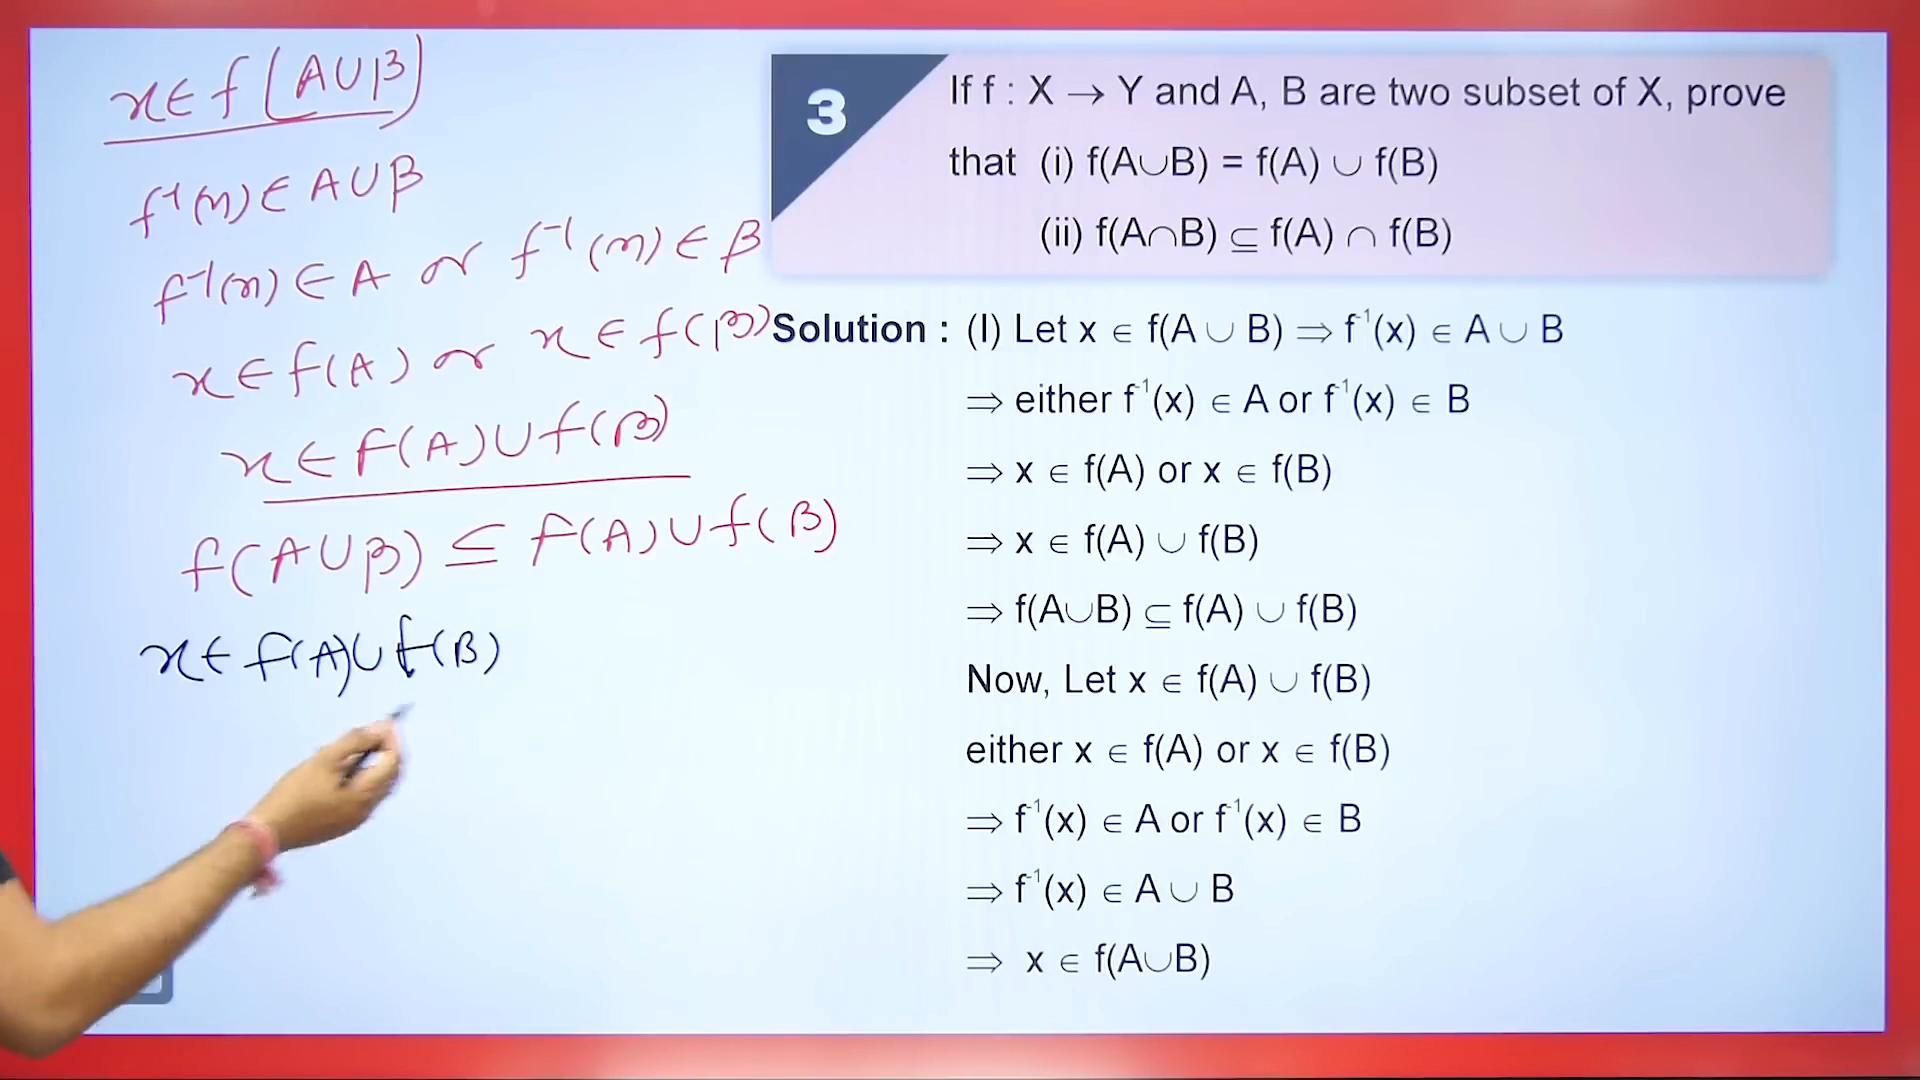 x∈f(A∪B)
f⁻¹(x)∈A∪B
f⁻¹(x)∈A or f⁻¹(x)∈B
x∈f(A) or x∈f(B)
x∈f(A)∪f(B)
f(A∪B)⊆f(A)∪f(B)
x∈f(A)∪f(B)
3
If f : X → Y and A, B are two subset of X, prove
that (i) f(A∪B) = f(A) ∪ f(B)
(ii) f(A∩B) ⊆ f(A) ∩ f(B)
Solution : (I) Let x ∈ f(A ∪ B) ⇒ f⁻¹(x) ∈ A ∪ B
⇒ either f⁻¹(x) ∈ A or f⁻¹(x) ∈ B
⇒ x ∈ f(A) or x ∈ f(B)
⇒ x ∈ f(A) ∪ f(B)
⇒ f(A∪B) ⊆ f(A) ∪ f(B)
Now, Let x ∈ f(A) ∪ f(B)
either x ∈ f(A) or x ∈ f(B)
⇒ f⁻¹(x) ∈ A or f⁻¹(x) ∈ B
⇒ f⁻¹(x) ∈ A ∪ B
⇒ x ∈ f(A∪B)